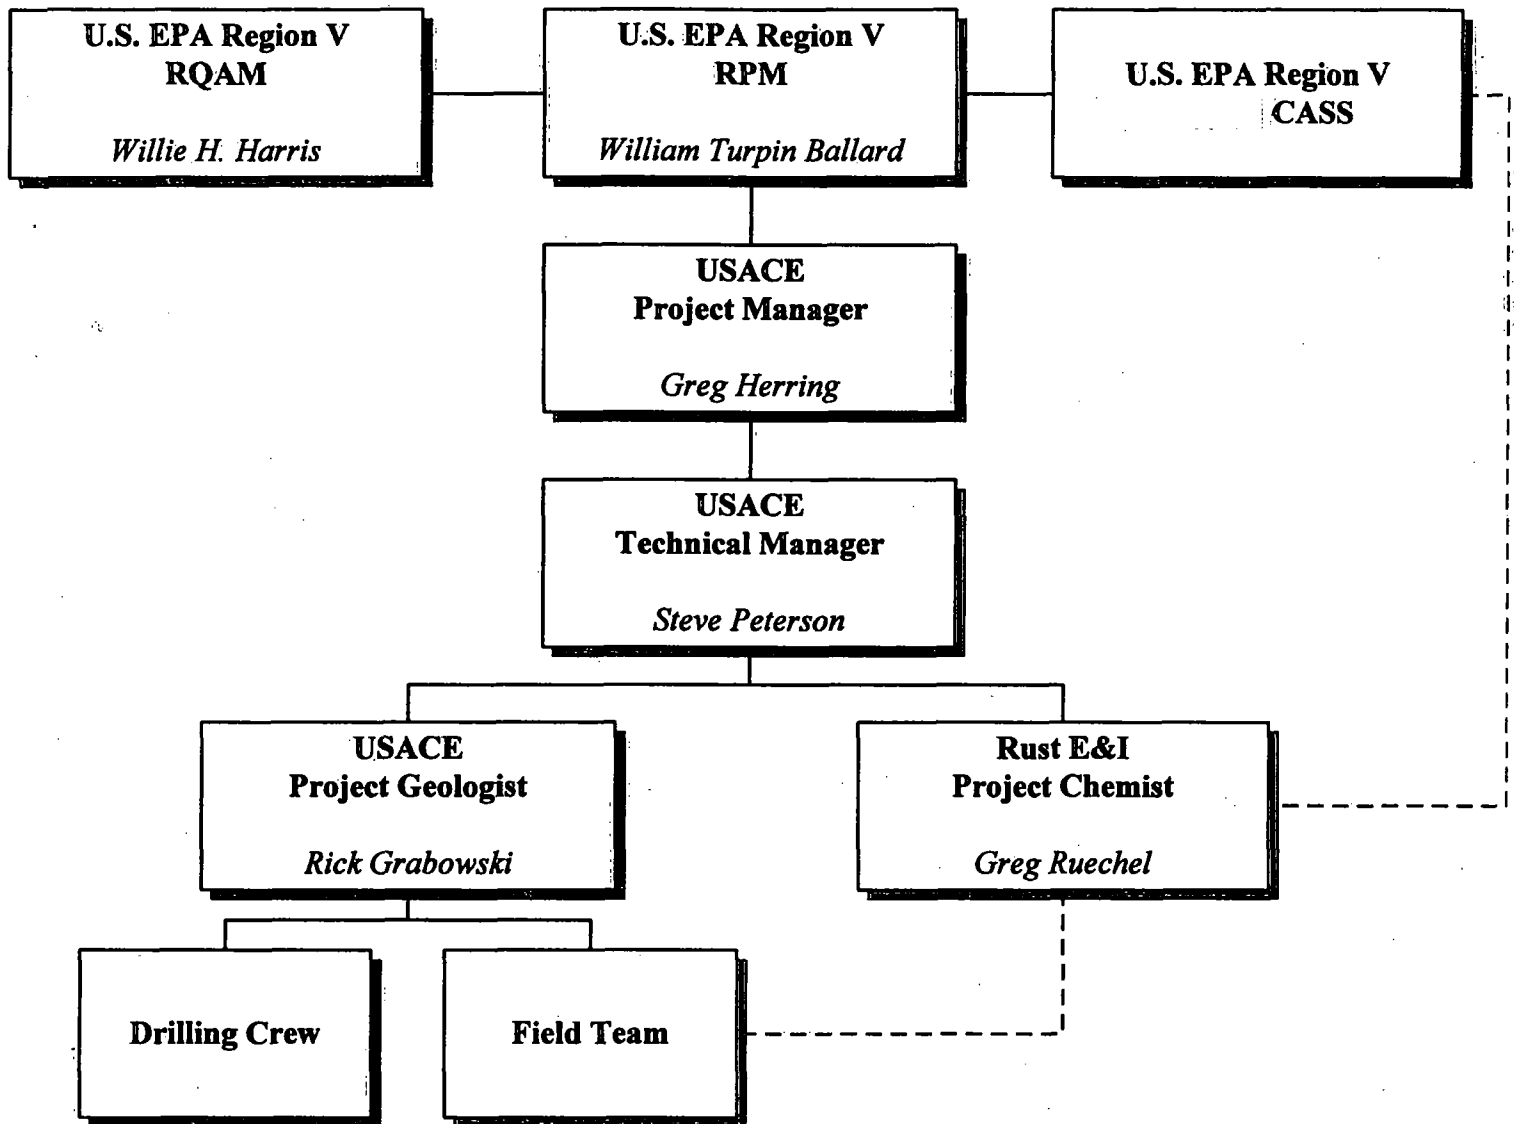 U.S. EPA Region V
RQAM
Willie H. Harris
U.S. EPA Region V
RPM
William Turpin Ballard
U.S. EPA Region V
CASS
USACE
Project Manager
Greg Herring
USACE
Technical Manager
Steve Peterson
USACE
Project Geologist
Rick Grabowski
Rust E&I
Project Chemist
Greg Ruechel
Drilling Crew
Field Team